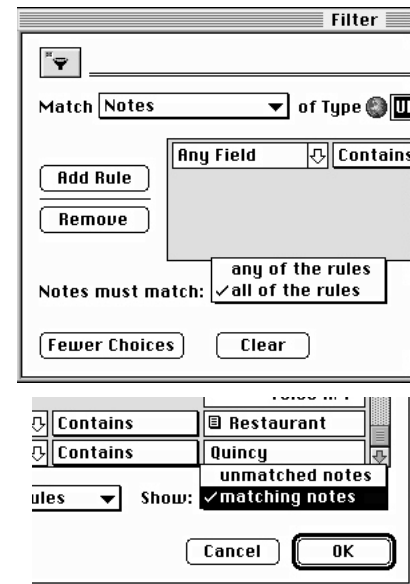 Filter
Match Notes of Type
Any Field Contains
Add Rule
Remove
any of the rules
Notes must match: ✓all of the rules
Fewer Choices Clear
Contains Restaurant
Contains Quincy
unmatched notes
ules Show: ✓matching notes
Cancel OK